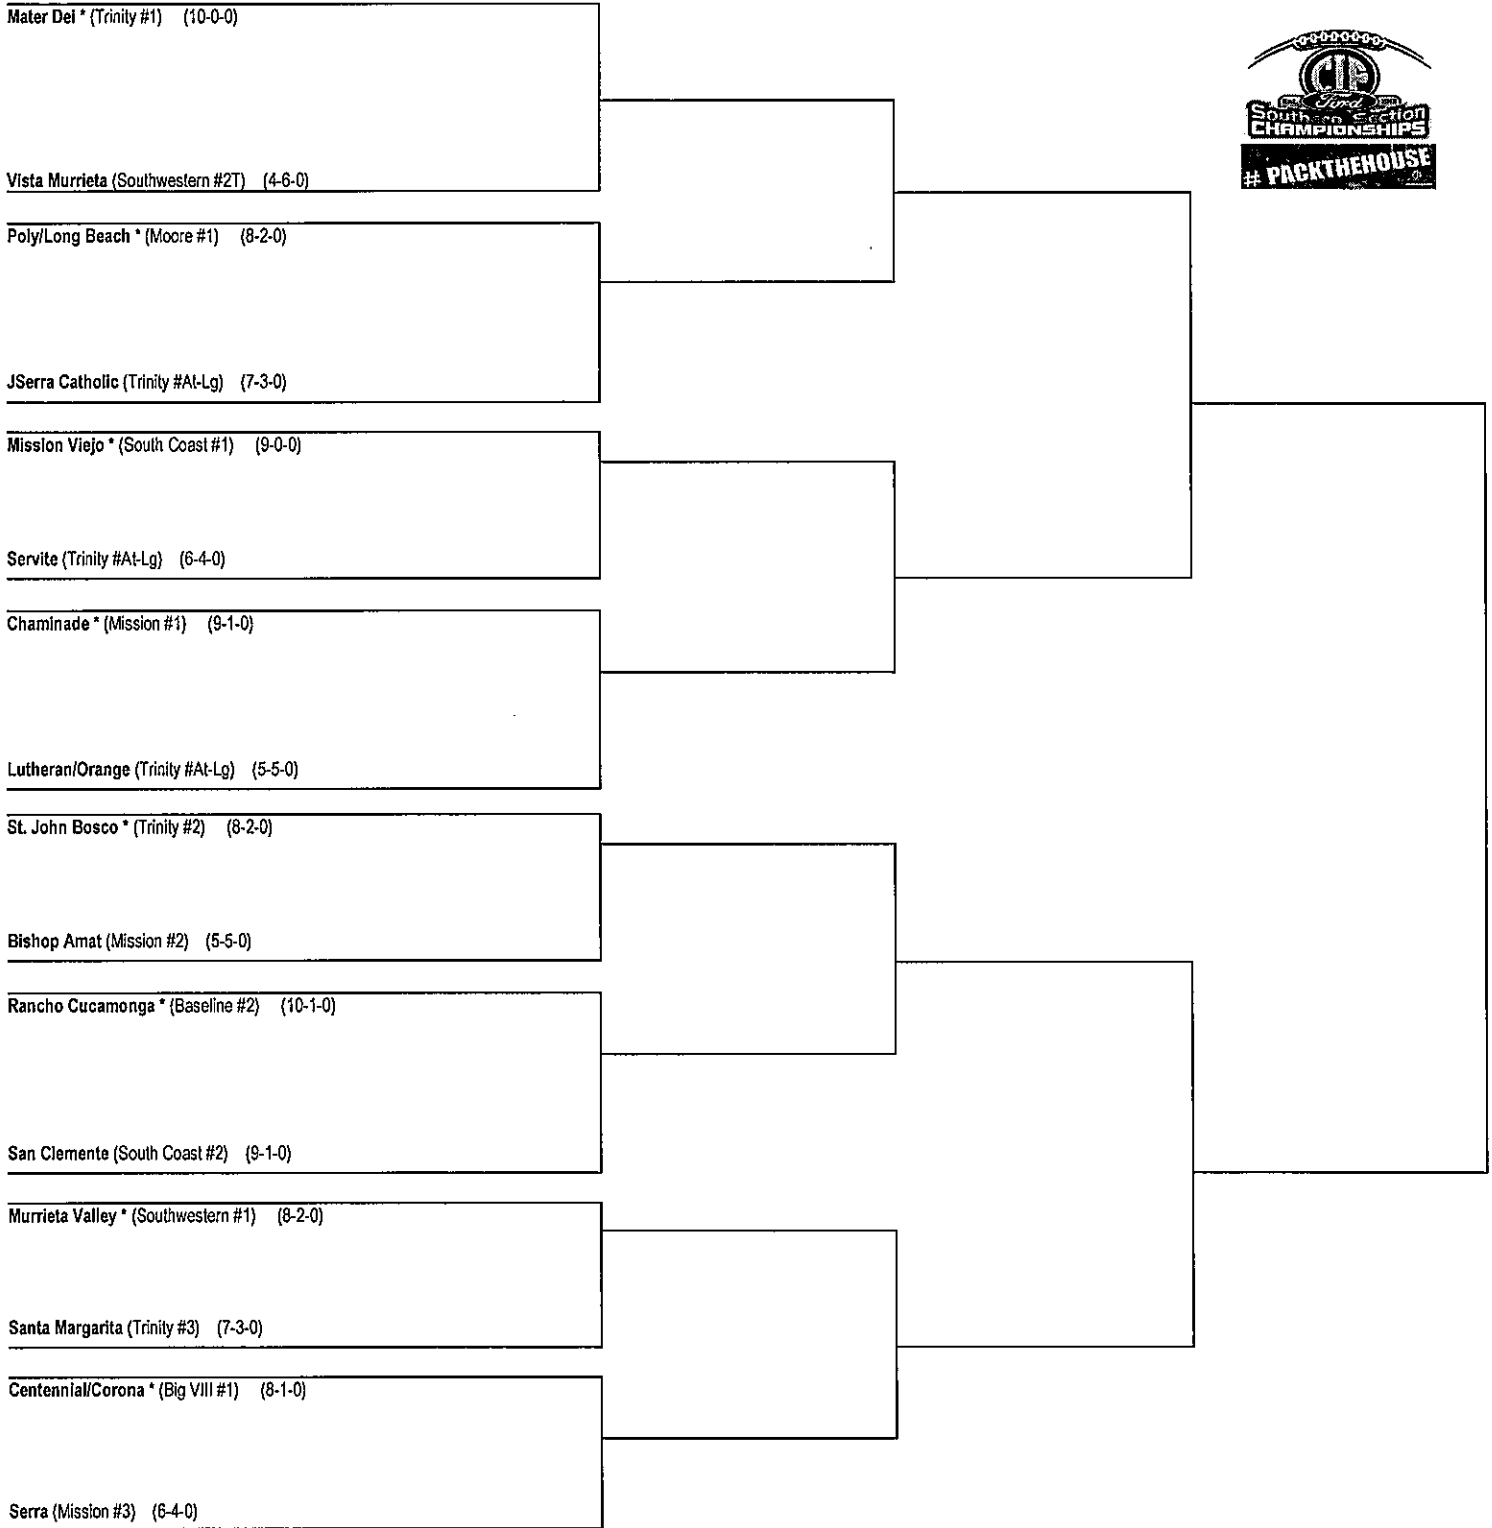 Mater Dei * (Trinity #1) (10-0-0)
CIF
Ford
Southern Section
CHAMPIONSHIPS
# PACKTHEHOUSE
Vista Murrieta (Southwestern #2T) (4-6-0)
Poly/Long Beach * (Moore #1) (8-2-0)
JSerra Catholic (Trinity #At-Lg) (7-3-0)
Mission Viejo * (South Coast #1) (9-0-0)
Servite (Trinity #At-Lg) (6-4-0)
Chaminade * (Mission #1) (9-1-0)
Lutheran/Orange (Trinity #At-Lg) (5-5-0)
St. John Bosco * (Trinity #2) (8-2-0)
Bishop Amat (Mission #2) (5-5-0)
Rancho Cucamonga * (Baseline #2) (10-1-0)
San Clemente (South Coast #2) (9-1-0)
Murrieta Valley * (Southwestern #1) (8-2-0)
Santa Margarita (Trinity #3) (7-3-0)
Centennial/Corona * (Big VIII #1) (8-1-0)
Serra (Mission #3) (6-4-0)